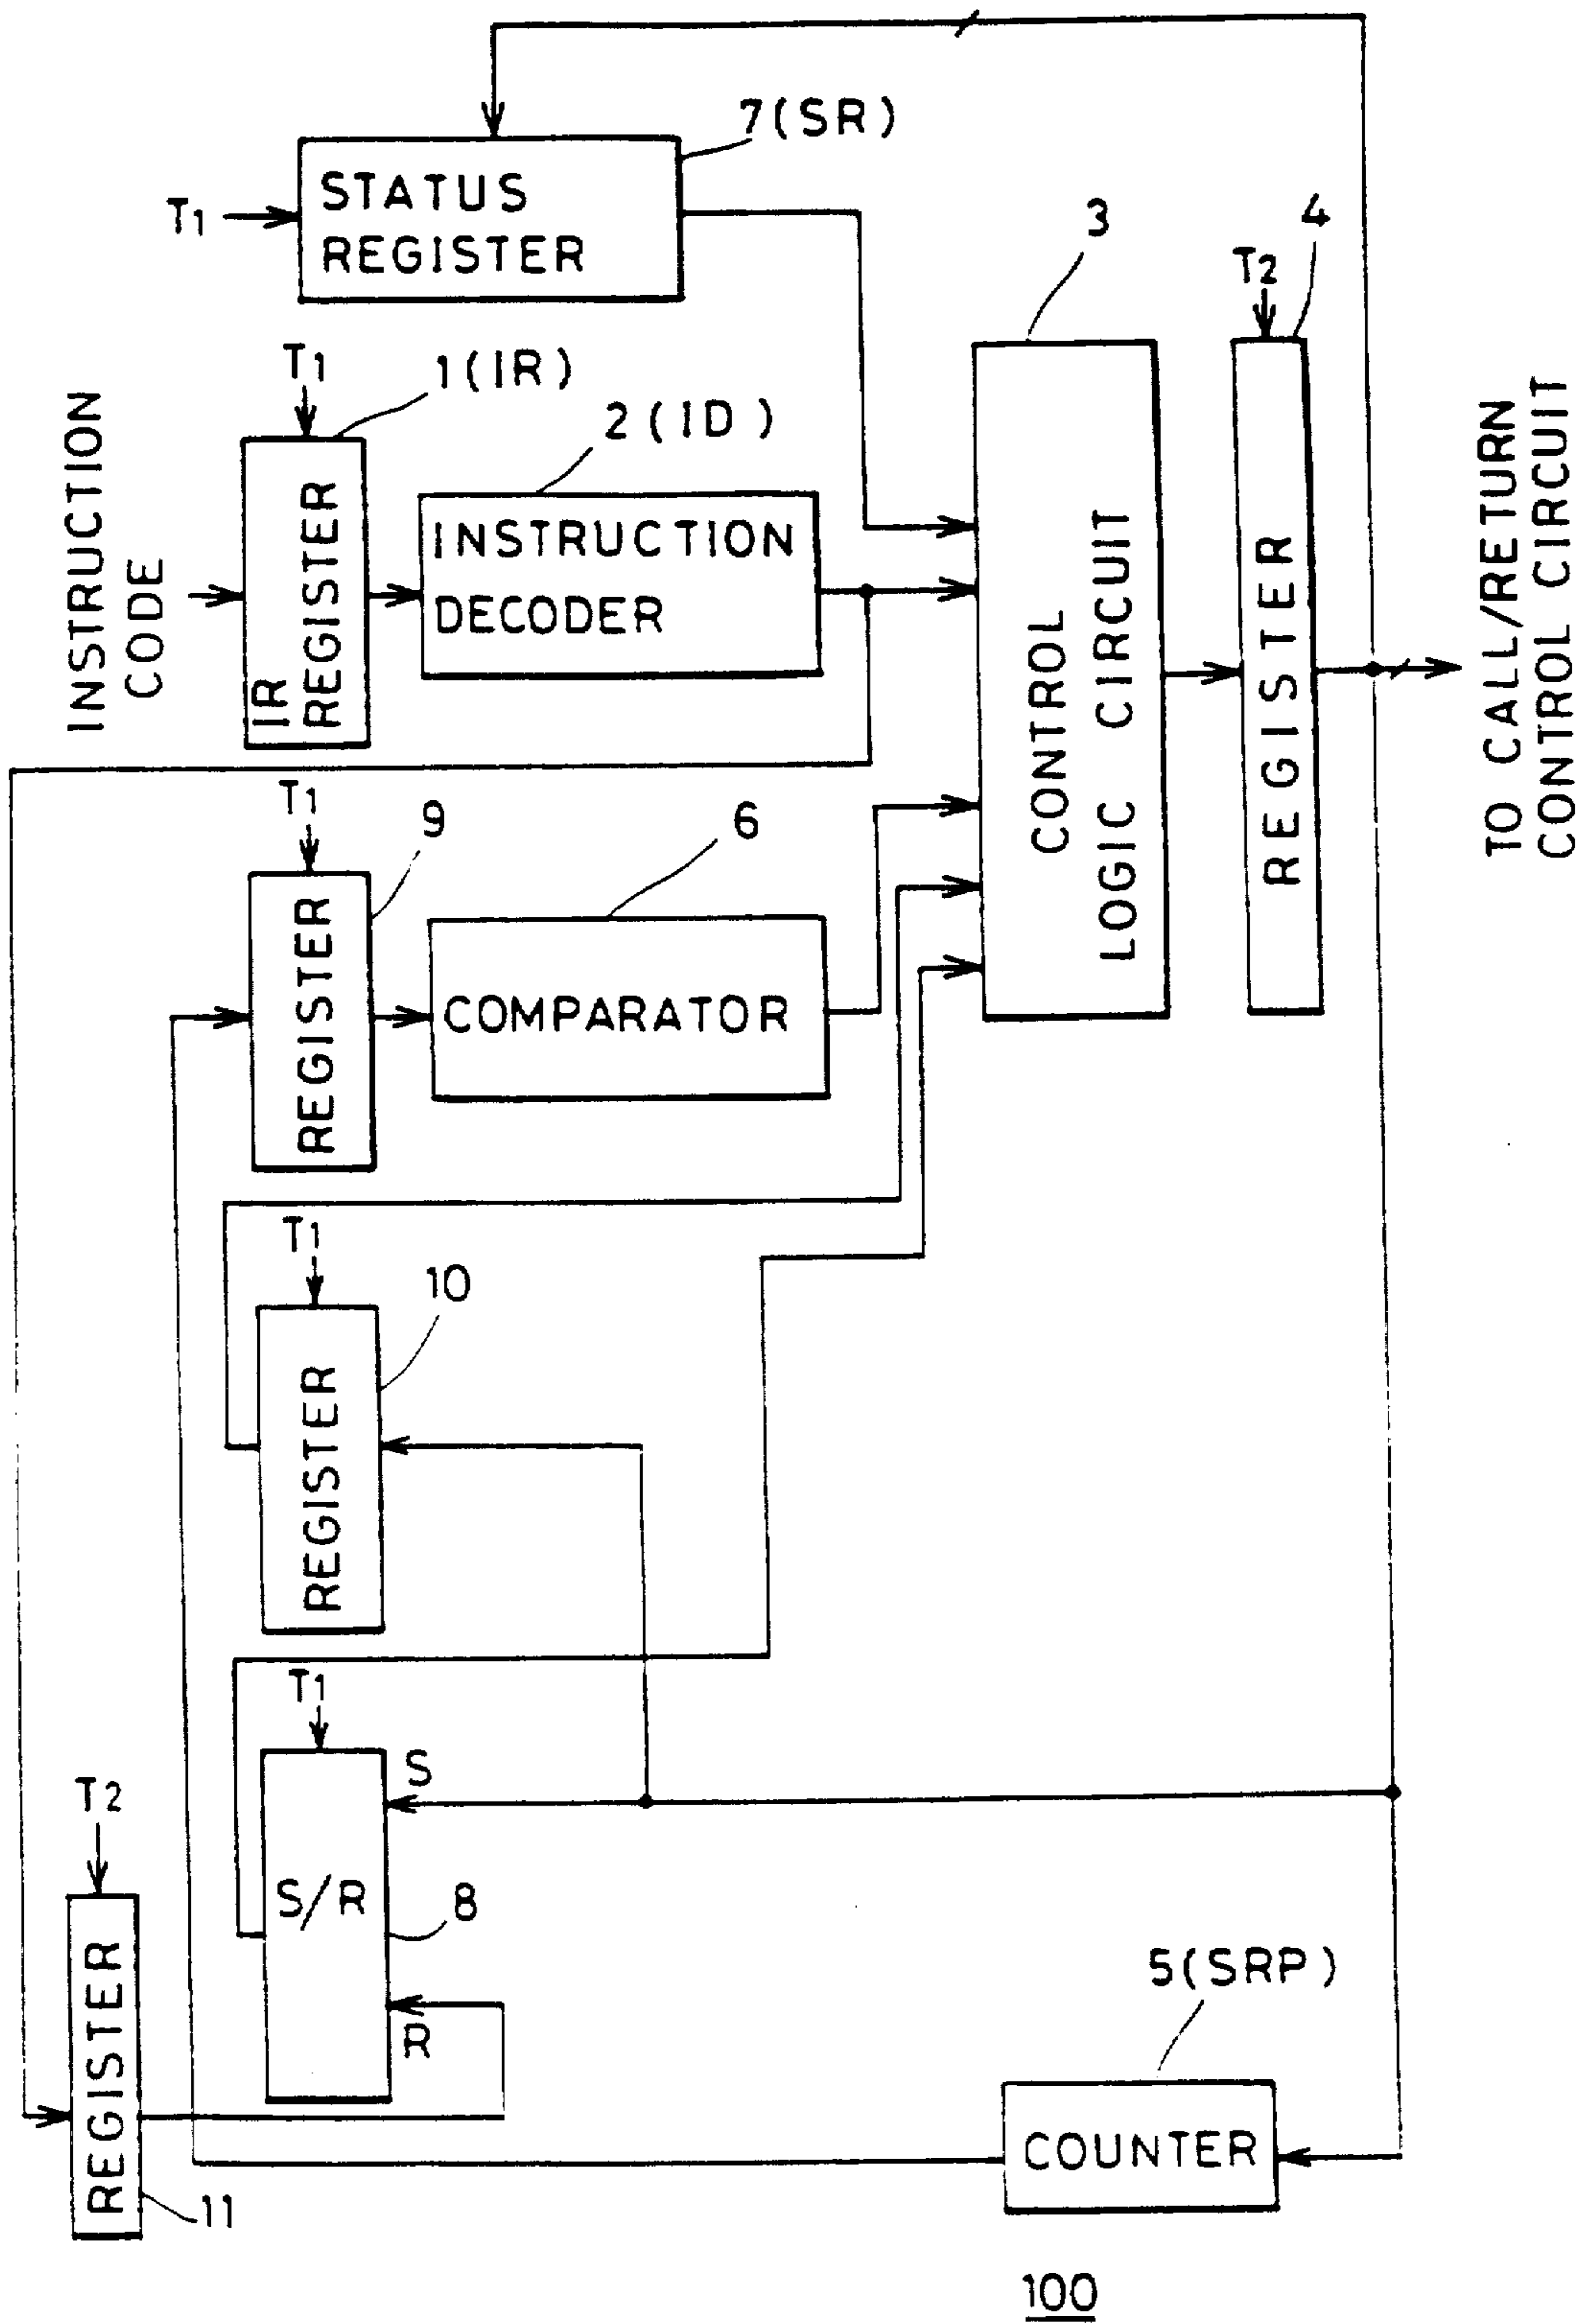 7(SR)
T1
STATUS
REGISTER
3
4
T2
T1
1(IR)
2(ID)
INSTRUCTION
CODE
IR
REGISTER
INSTRUCTION
DECODER
CONTROL
LOGIC CIRCUIT
REGISTER
TO CALL/RETURN
CONTROL CIRCUIT
T1
9
6
REGISTER
COMPARATOR
T1
10
REGISTER
T1
S
T2
S/R
8
R
REGISTER
11
5(SRP)
COUNTER
100